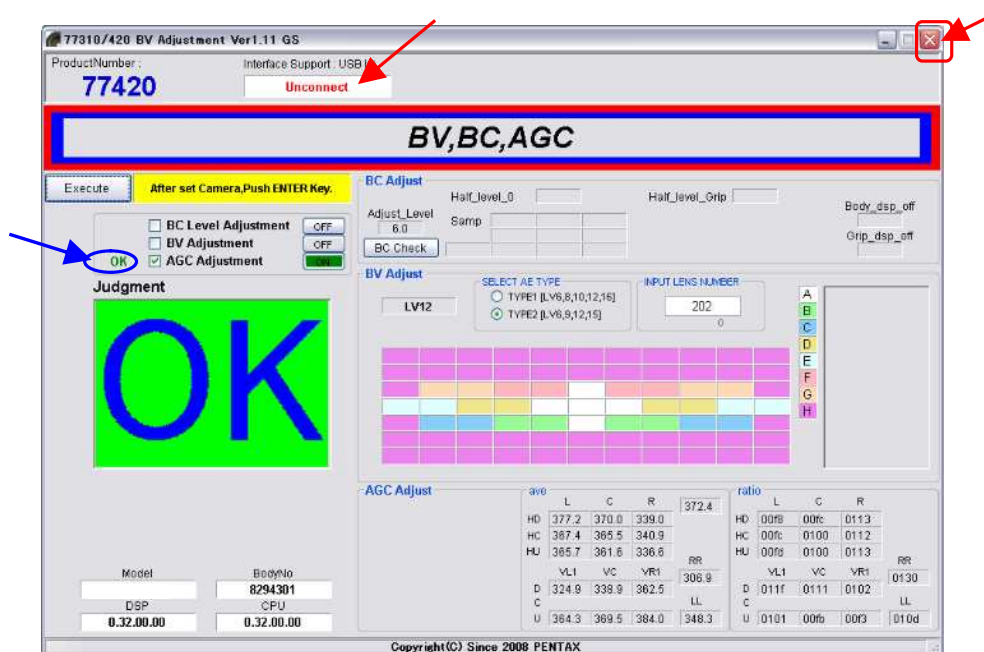 77310/420 BV Adjustment Ver1.11 GS
ProductNumber :
Interface Support : USB
77420
Unconnect
BV,BC,AGC
Execute
After set Camera,Push ENTER Key.
BC Level Adjustment OFF
BV Adjustment OFF
OK AGC Adjustment ON
Judgment
OK
Model BodyNo
8294301
DSP CPU
0.32.00.00 0.32.00.00
BC Adjust
Half_level_0 Half_level_Grip
Adjust_Level Samp Body_dsp_off
6.0
BC Check Grip_dsp_off
BV Adjust
SELECT AE TYPE INPUT LENS NUMBER
LV12 TYPE1 [LV6,8,10,12,16] 202
TYPE2 [LV6,9,12,15] 0
A
B
C
D
E
F
G
H
AGC Adjust
ave
L C R 372.4
HD 377.2 370.0 339.0
HC 367.4 365.5 340.9
HU 365.7 361.6 336.6
RR
VL1 VC VR1 306.9
D 324.9 338.9 362.5
C LL
U 364.3 369.5 384.0 348.3
ratio
L C R
HD 00f8 00fc 0113
HC 00fc 0100 0112
HU 00fd 0100 0113
RR
VL1 VC VR1 0130
D 011f 0111 0102
C LL
U 0101 00fb 00f3 010d
Copyright(C) Since 2008 PENTAX